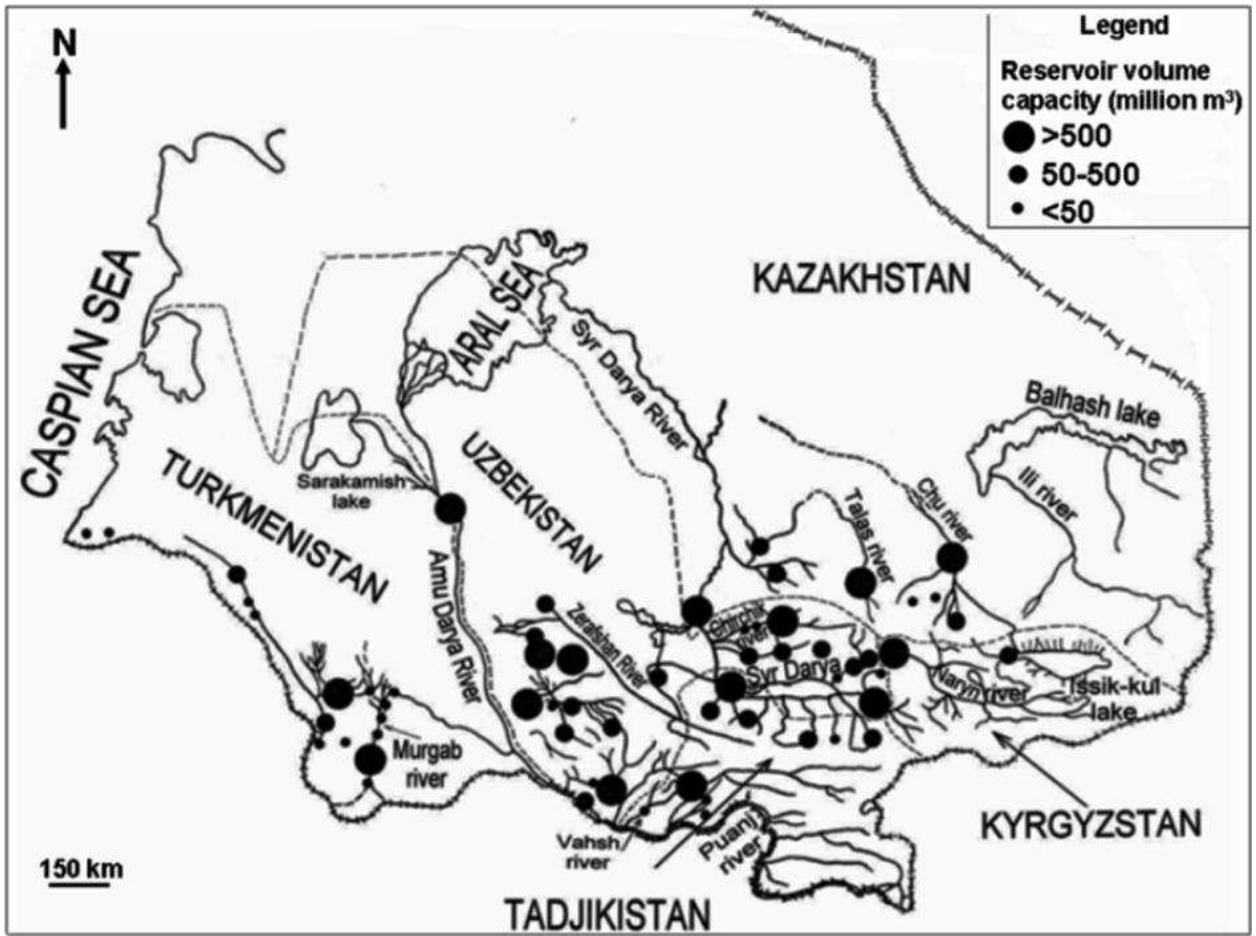 N
Legend
Reservoir volume
capacity (million m³)
>500
50-500
<50
KAZAKHSTAN
CASPIAN SEA
ARAL SEA
Syr Darya River
Balhash lake
Ili river
UZBEKISTAN
TURKMENISTAN
Sarakamish
lake
Talas river
Chu river
Amu Darya River
Zerafshan River
Chirchik
river
Syr Darya
Naryn river
Issik-kul
lake
Murgab
river
KYRGYZSTAN
Vahsh
river
Puanj
river
150 km
TADJIKISTAN